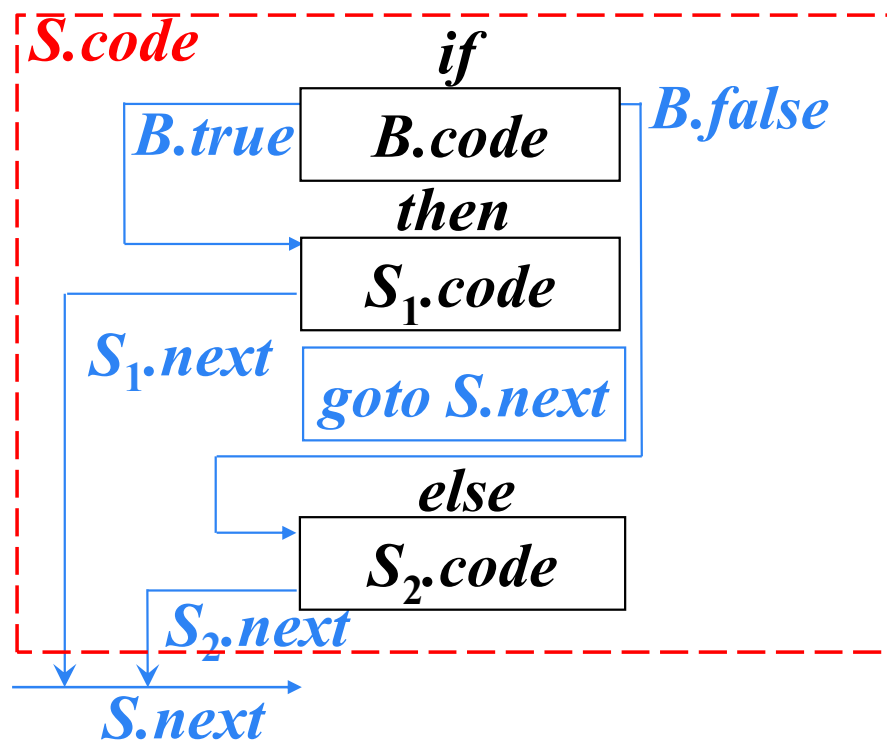 S.code
if
B.true
B.code
B.false
then
S₁.code
S₁.next
goto S.next
else
S₂.code
S₂.next
S.next